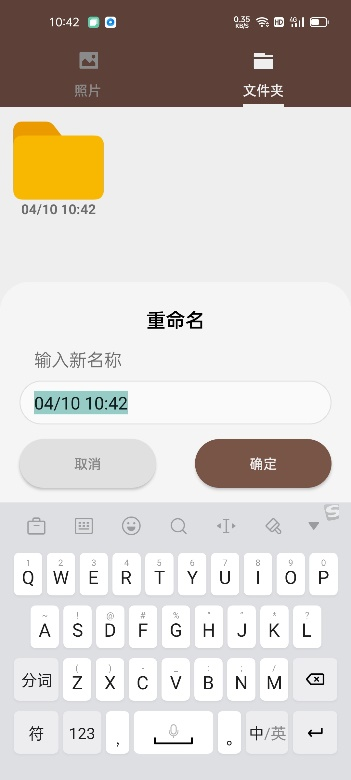 10:42
0.35 KB/S HD 4G
照片
文件夹
04/10 10:42
重命名
输入新名称
04/10 10:42
取消
确定
S
1 2 3 4 5 6 7 8 9 0
Q W E R T Y U I O P
~ ! @ # % " " * ?
A S D F G H J K L
( ) - _ : ; /
分词 Z X C V B N M
符 123 , 。 中/英